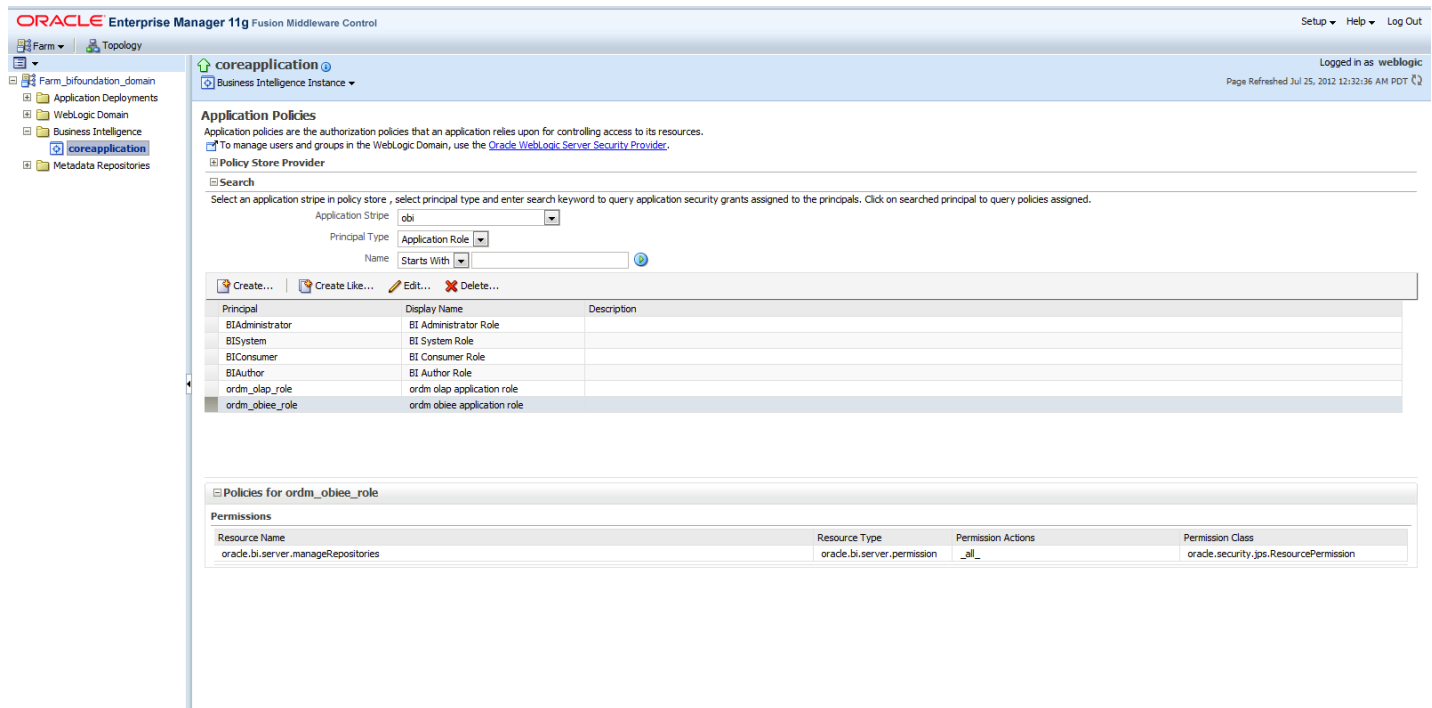 ORACLE Enterprise Manager 11g Fusion Middleware Control
Setup Help Log Out
Farm Topology
coreapplication
Logged in as weblogic
Farm_bifoundation_domain
Business Intelligence Instance
Page Refreshed Jul 25, 2012 12:32:36 AM PDT
Application Deployments
WebLogic Domain
Business Intelligence
coreapplication
Metadata Repositories
Application Policies
Application policies are the authorization policies that an application relies upon for controlling access to its resources.
To manage users and groups in the WebLogic Domain, use the Oracle WebLogic Server Security Provider.
Policy Store Provider
Search
Select an application stripe in policy store , select principal type and enter search keyword to query application security grants assigned to the principals. Click on searched principal to query policies assigned.
Application Stripe obi
Principal Type Application Role
Name Starts With
Create... Create Like... Edit... Delete...
Principal Display Name Description
BIAdministrator BI Administrator Role
BISystem BI System Role
BIConsumer BI Consumer Role
BIAuthor BI Author Role
ordm_olap_role ordm olap application role
ordm_obiee_role ordm obiee application role
Policies for ordm_obiee_role
Permissions
Resource Name Resource Type Permission Actions Permission Class
oracle.bi.server.manageRepositories oracle.bi.server.permission _all_ oracle.security.jps.ResourcePermission